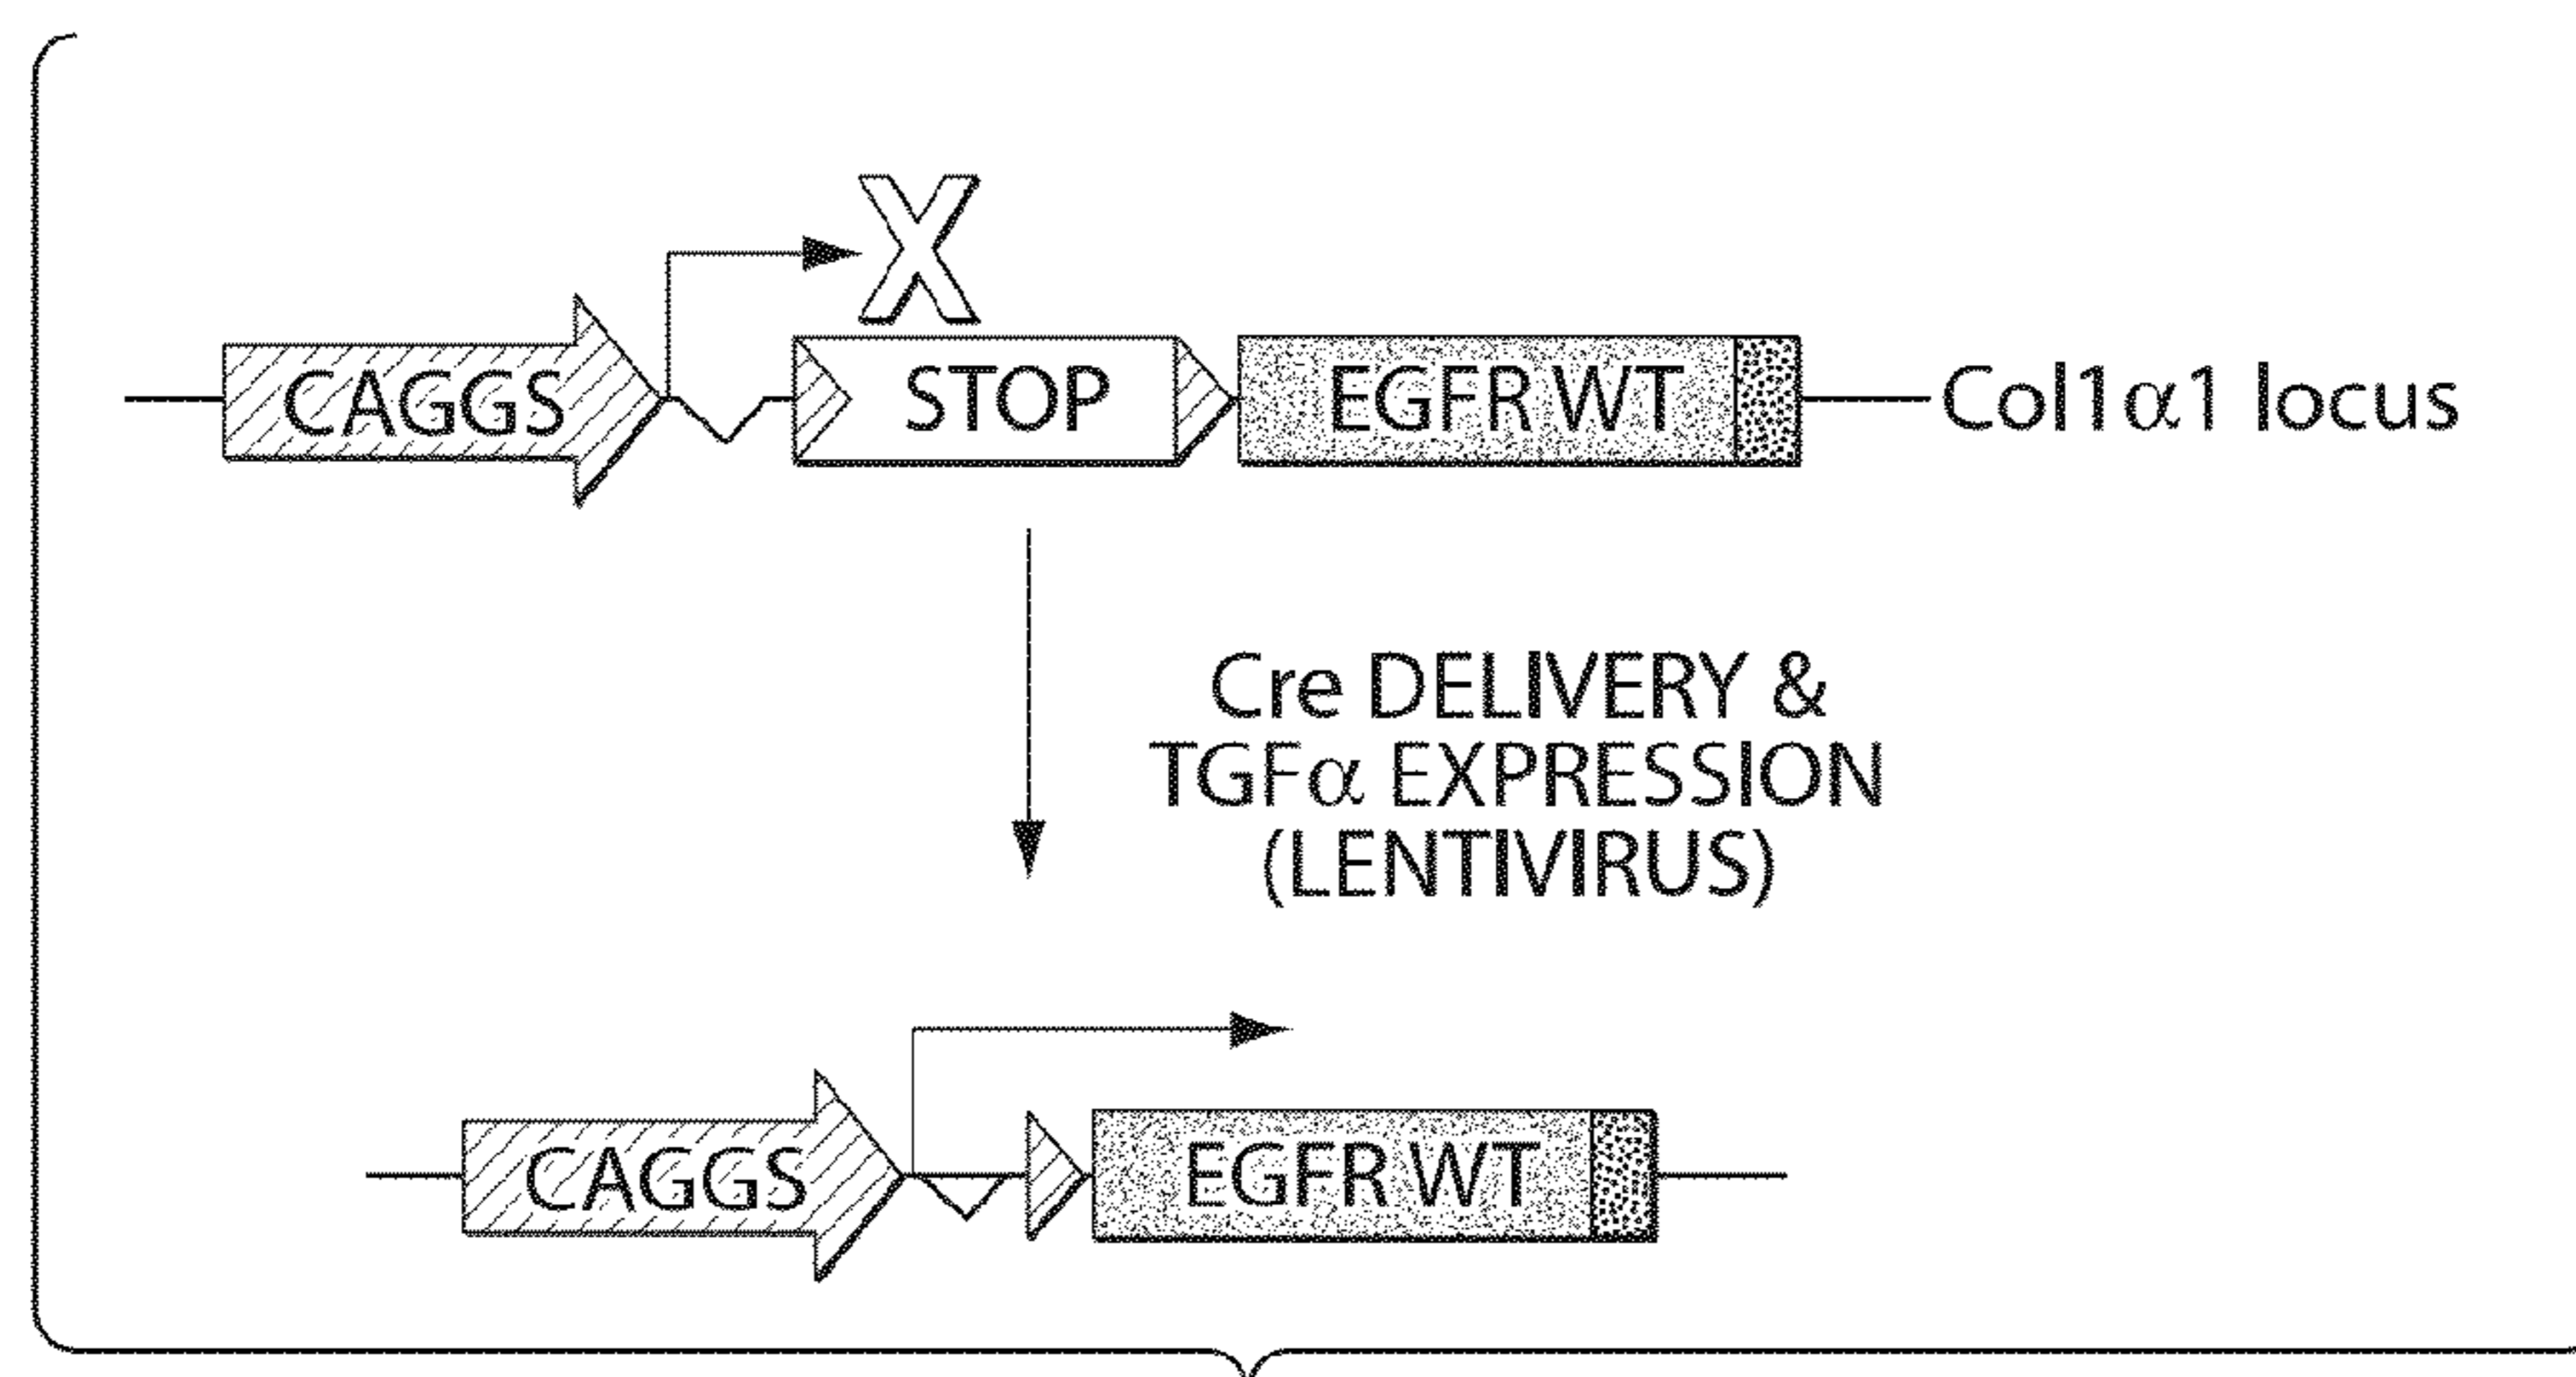 X
CAGGS STOP EGFR WT Col1α1 locus
Cre DELIVERY &
TGFα EXPRESSION
(LENTIVIRUS)
CAGGS EGFR WT